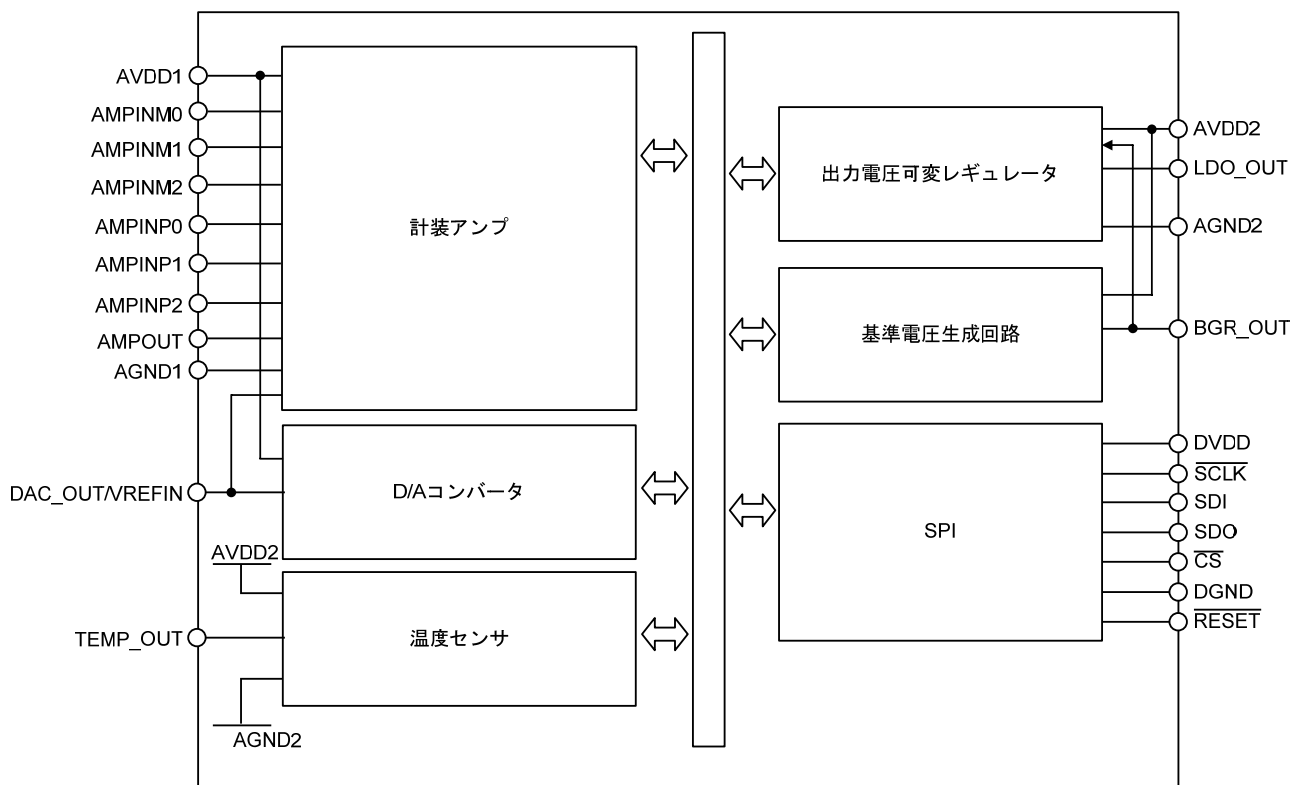 AVDD1
AMPINM0
AMPINM1
AMPINM2
AMPINP0
AMPINP1
AMPINP2
AMPOUT
AGND1
DAC_OUT/VREFIN
AVDD2
TEMP_OUT
AGND2
計装アンプ
D/Aコンバータ
温度センサ
出力電圧可変レギュレータ
基準電圧生成回路
SPI
AVDD2
LDO_OUT
AGND2
BGR_OUT
DVDD
SCLK
SDI
SDO
CS
DGND
RESET